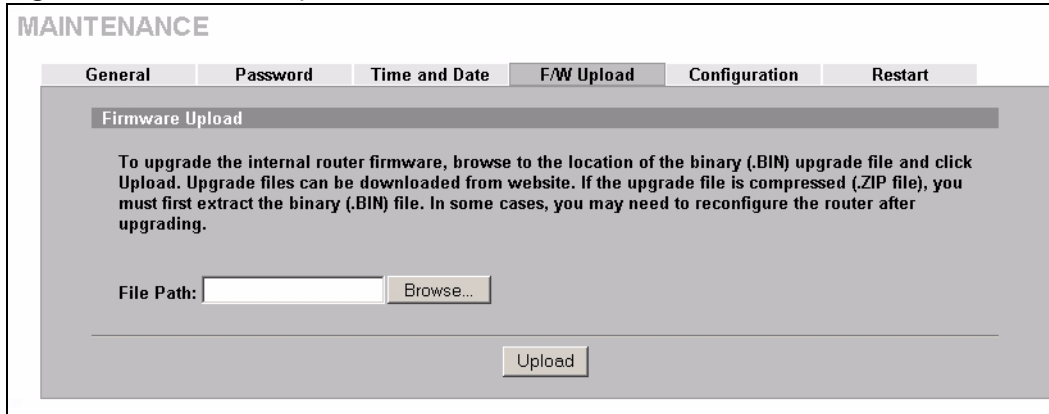 MAINTENANCE
General Password Time and Date F/W Upload Configuration Restart
Firmware Upload
To upgrade the internal router firmware, browse to the location of the binary (.BIN) upgrade file and click
Upload. Upgrade files can be downloaded from website. If the upgrade file is compressed (.ZIP file), you
must first extract the binary (.BIN) file. In some cases, you may need to reconfigure the router after
upgrading.
File Path: Browse...
Upload